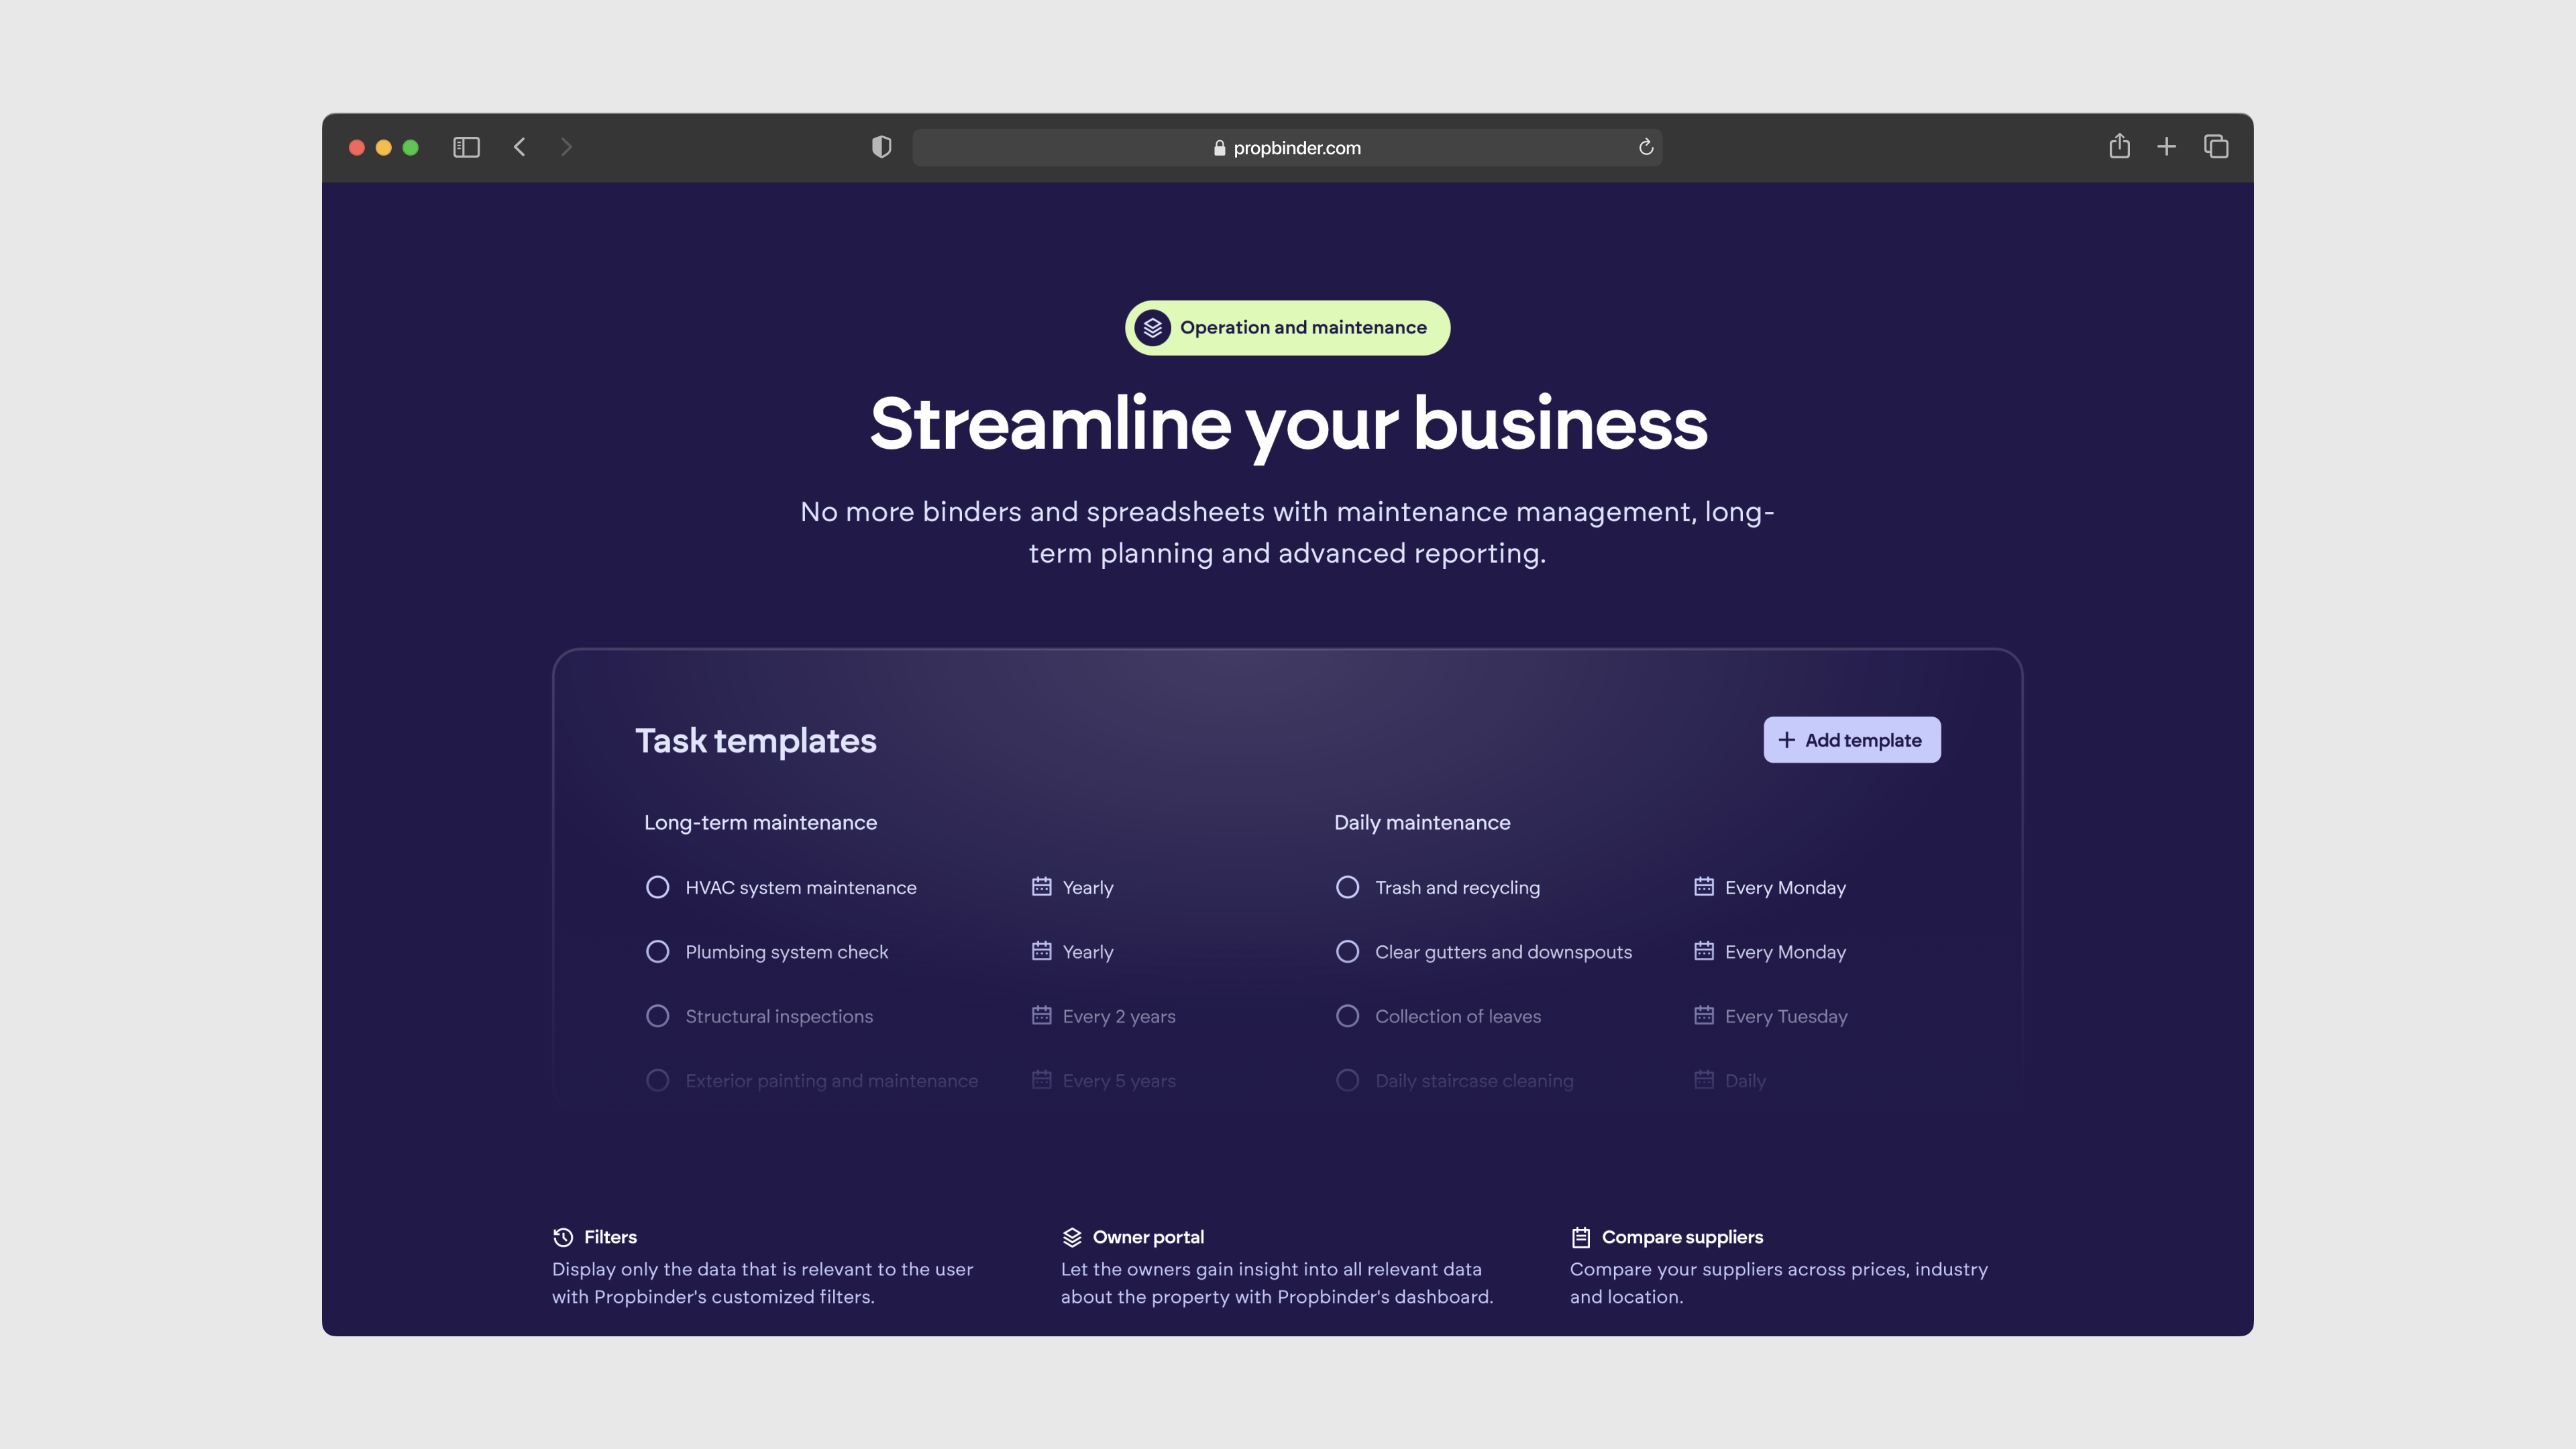 propbinder.com
Operation and maintenance
Streamline your business
No more binders and spreadsheets with maintenance management, long-
term planning and advanced reporting.
Task templates
Add template
Long-term maintenance
Daily maintenance
HVAC system maintenance Yearly
Trash and recycling Every Monday
Plumbing system check Yearly
Clear gutters and downspouts Every Monday
Structural inspections Every 2 years
Collection of leaves Every Tuesday
Exterior painting and maintenance Every 5 years
Daily staircase cleaning Daily
Filters
Display only the data that is relevant to the user
with Propbinder's customized filters.
Owner portal
Let the owners gain insight into all relevant data
about the property with Propbinder's dashboard.
Compare suppliers
Compare your suppliers across prices, industry
and location.